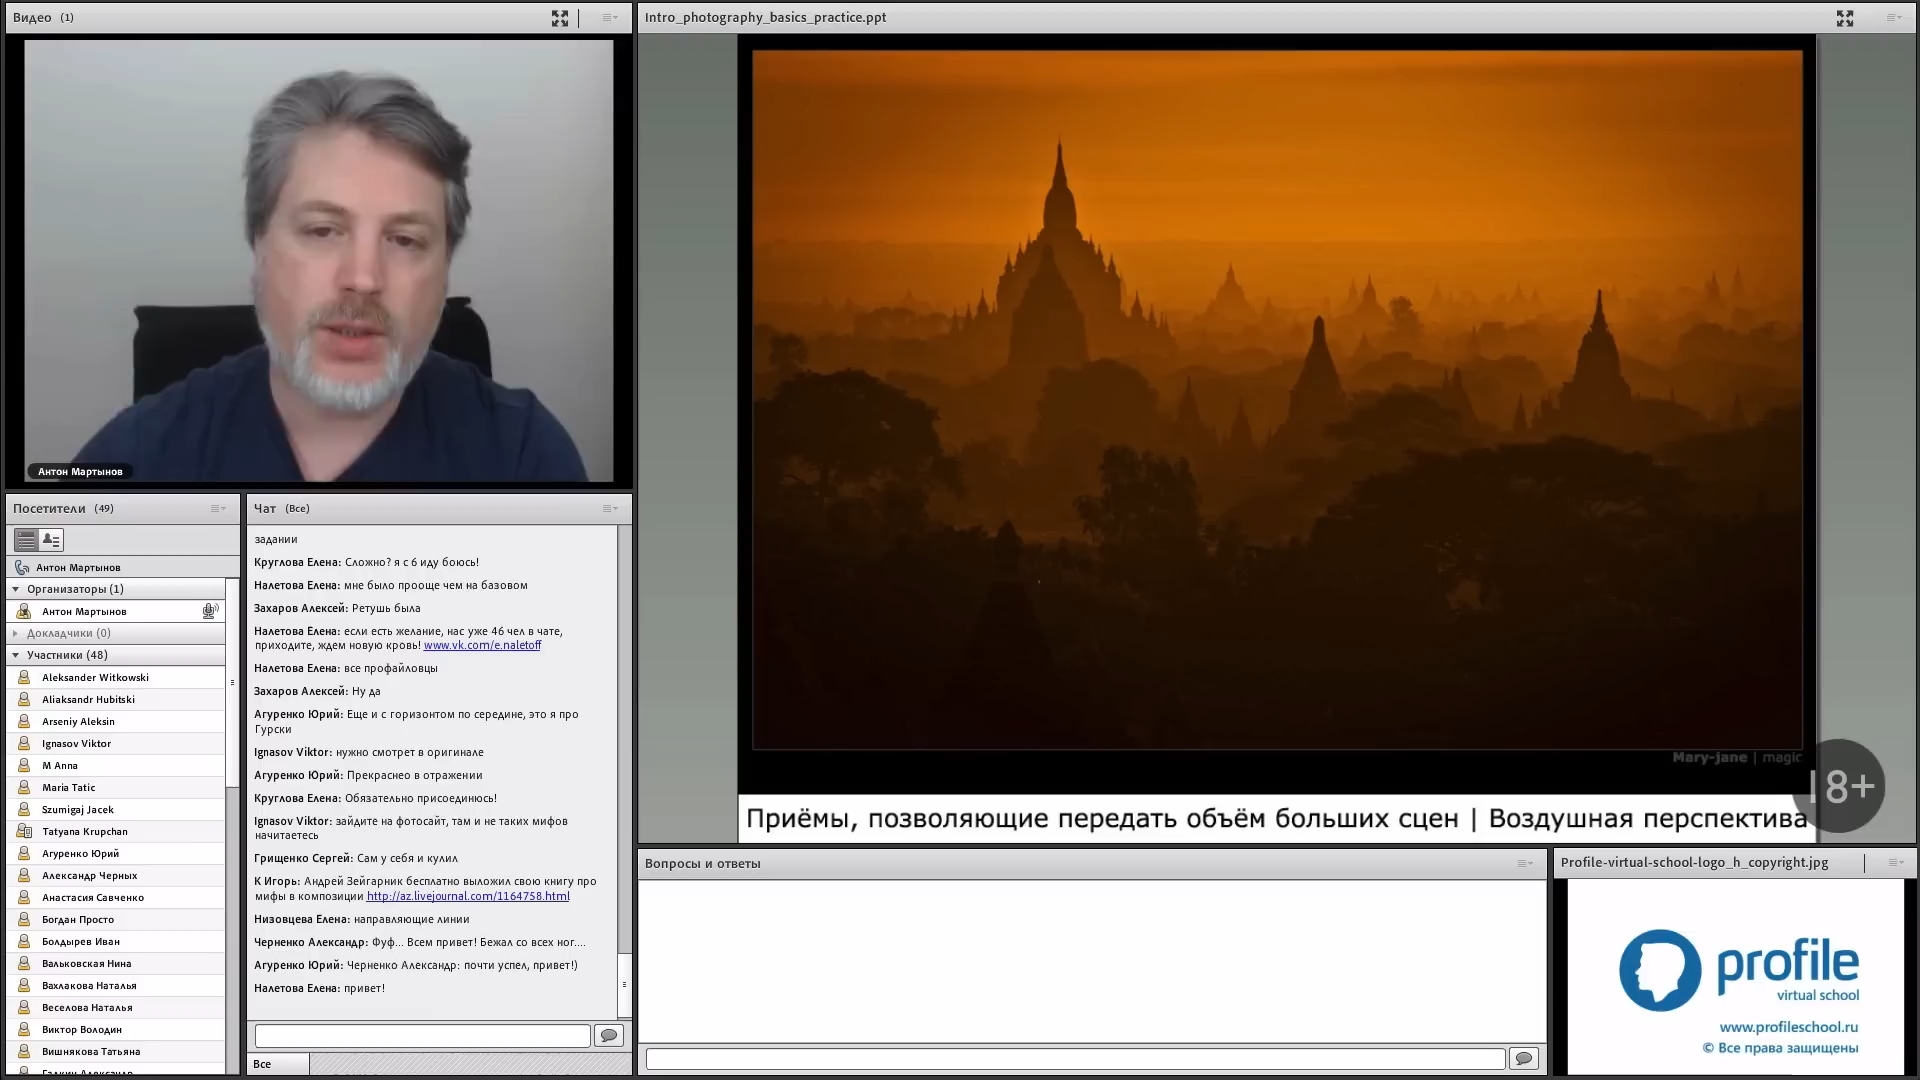 Видео (1)
Антон Мартынов
Посетители (49)
Антон Мартынов
Организаторы (1)
Антон Мартынов
Докладчики (0)
Участники (48)
Aleksander Witkowski
Aliaksandr Hubitski
Arseniy Aleksin
Ignasov Viktor
M Anna
Maria Tatic
Szumigaj Jacek
Tatyana Krupchan
Агуренко Юрий
Александр Черных
Анастасия Савченко
Богдан Просто
Болдырев Иван
Вальковская Нина
Вахлакова Наталья
Веселова Наталья
Виктор Володин
Вишнякова Татьяна
Галкин Александр
Чат (Все)
задании
Круглова Елена: Сложно? я с 6 иду боюсь!
Налетова Елена: мне было прооще чем на базовом
Захаров Алексей: Ретушь была
Налетова Елена: если есть желание, нас уже 46 чел в чате,
приходите, ждем новую кровь! www.vk.com/e.naletoff
Налетова Елена: все профайловцы
Захаров Алексей: Ну да
Агуренко Юрий: Еще и с горизонтом по середине, это я про
Гурски
Ignasov Viktor: нужно смотрет в оригинале
Агуренко Юрий: Прекраснео в отражении
Круглова Елена: Обязательно присоединюсь!
Ignasov Viktor: зайдите на фотосайт, там и не таких мифов
начитаетесь
Грищенко Сергей: Сам у себя и кулил
К Игорь: Андрей Зейгарник бесплатно выложил свою книгу про
мифы в композиции http://az.livejournal.com/1164758.html
Низовцева Елена: направляющие линии
Черненко Александр: Фуф... Всем привет! Бежал со всех ног....
Агуренко Юрий: Черненко Александр: почти успел, привет!)
Налетова Елена: привет!
Все
Intro_photography_basics_practice.ppt
Mary-jane | magic
18+
Приёмы, позволяющие передать объём больших сцен | Воздушная перспектива
Вопросы и ответы
Profile-virtual-school-logo_h_copyright.jpg
profile
virtual school
www.profileschool.ru
© Все права защищены